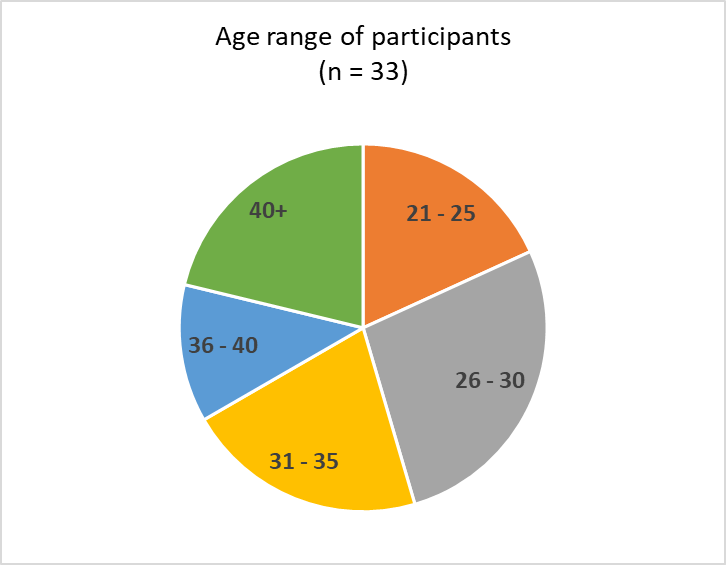 Age range of participants
(n = 33)
40+
21 - 25
36 - 40
26 - 30
31 - 35